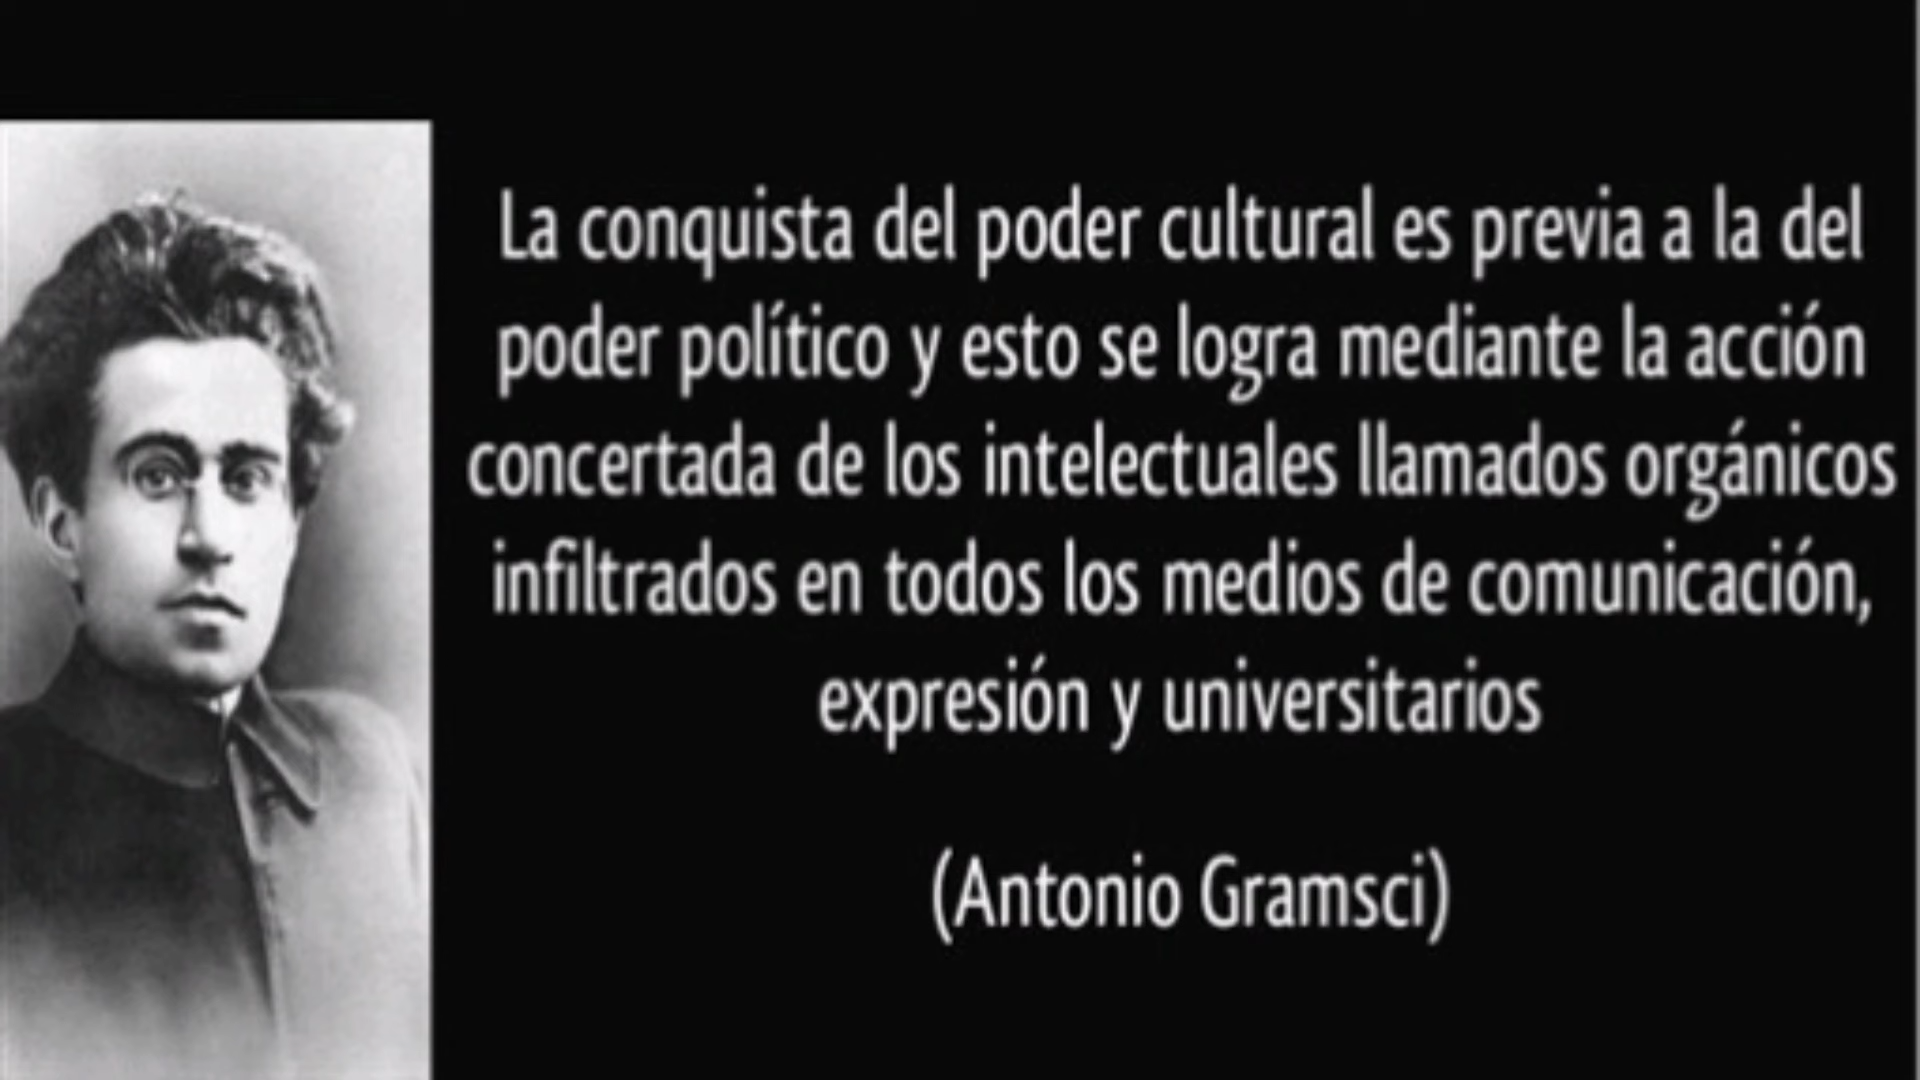 La conquista del poder cultural es previa a la del
poder político y esto se logra mediante la acción
concertada de los intelectuales llamados orgánicos
infiltrados en todos los medios de comunicación,
expresión y universitarios
(Antonio Gramsci)